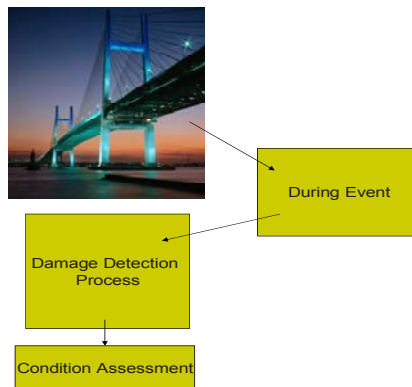 During Event
Damage Detection
Process
Condition Assessment